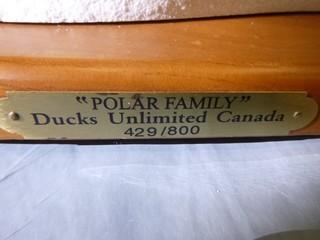 "POLAR FAMILY"
Ducks Unlimited Canada
429/800